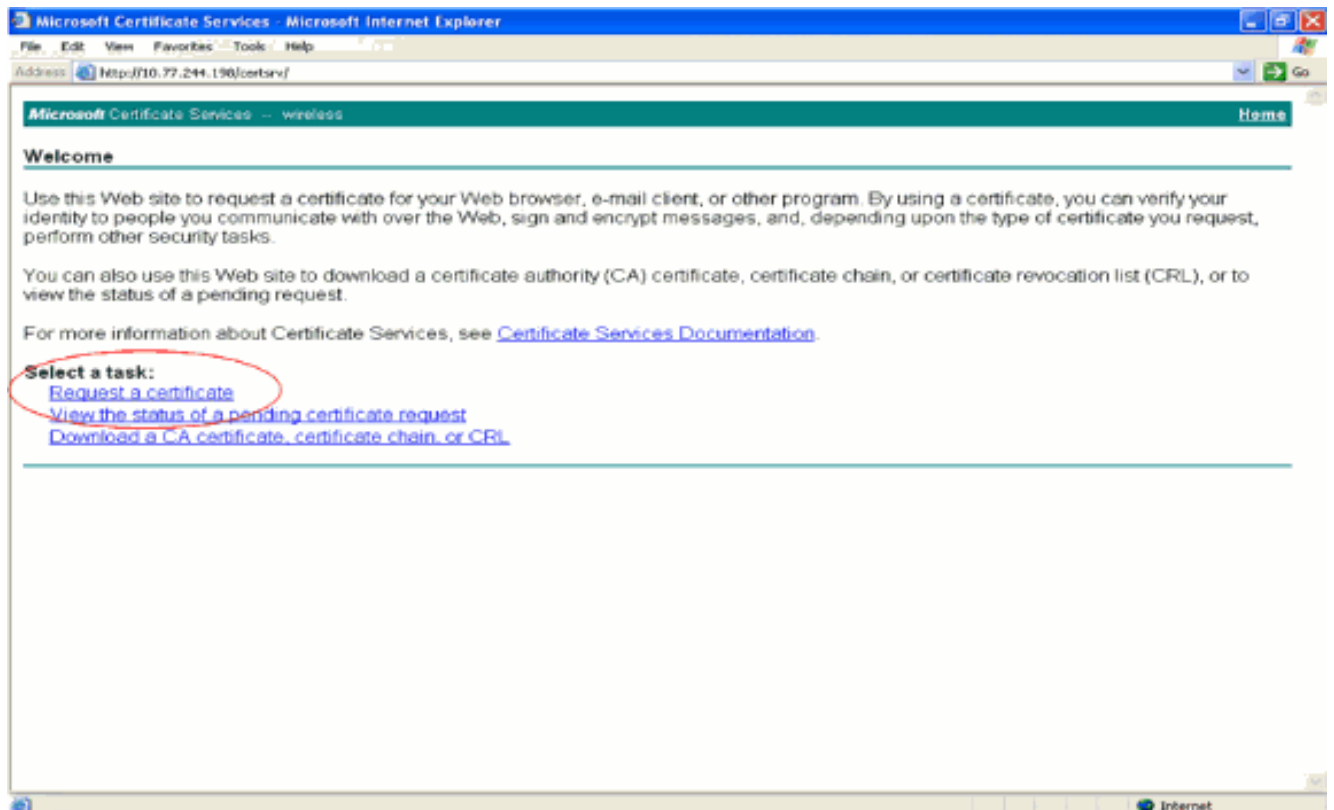 Microsoft Certificate Services - Microsoft Internet Explorer
File Edit View Favorites Tools Help
Address http://10.77.244.198/certsrv/ Go
Microsoft Certificate Services -- wireless Home
Welcome
Use this Web site to request a certificate for your Web browser, e-mail client, or other program. By using a certificate, you can verify your
identity to people you communicate with over the Web, sign and encrypt messages, and, depending upon the type of certificate you request,
perform other security tasks.
You can also use this Web site to download a certificate authority (CA) certificate, certificate chain, or certificate revocation list (CRL), or to
view the status of a pending request.
For more information about Certificate Services, see Certificate Services Documentation.
Select a task:
Request a certificate
View the status of a pending certificate request
Download a CA certificate, certificate chain, or CRL
Internet